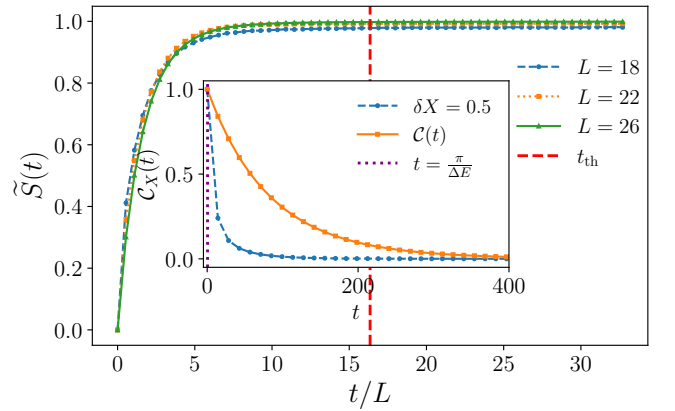 1.0
0.8
0.6
0.4
0.2
0.0
S̃(t)
0 5 10 15 20 25 30
t/L
L = 18
L = 22
L = 26
t_th
1.0
0.5
0.0
C_X(t)
0 200 400
t
δX = 0.5
C(t)
t = π/ΔE